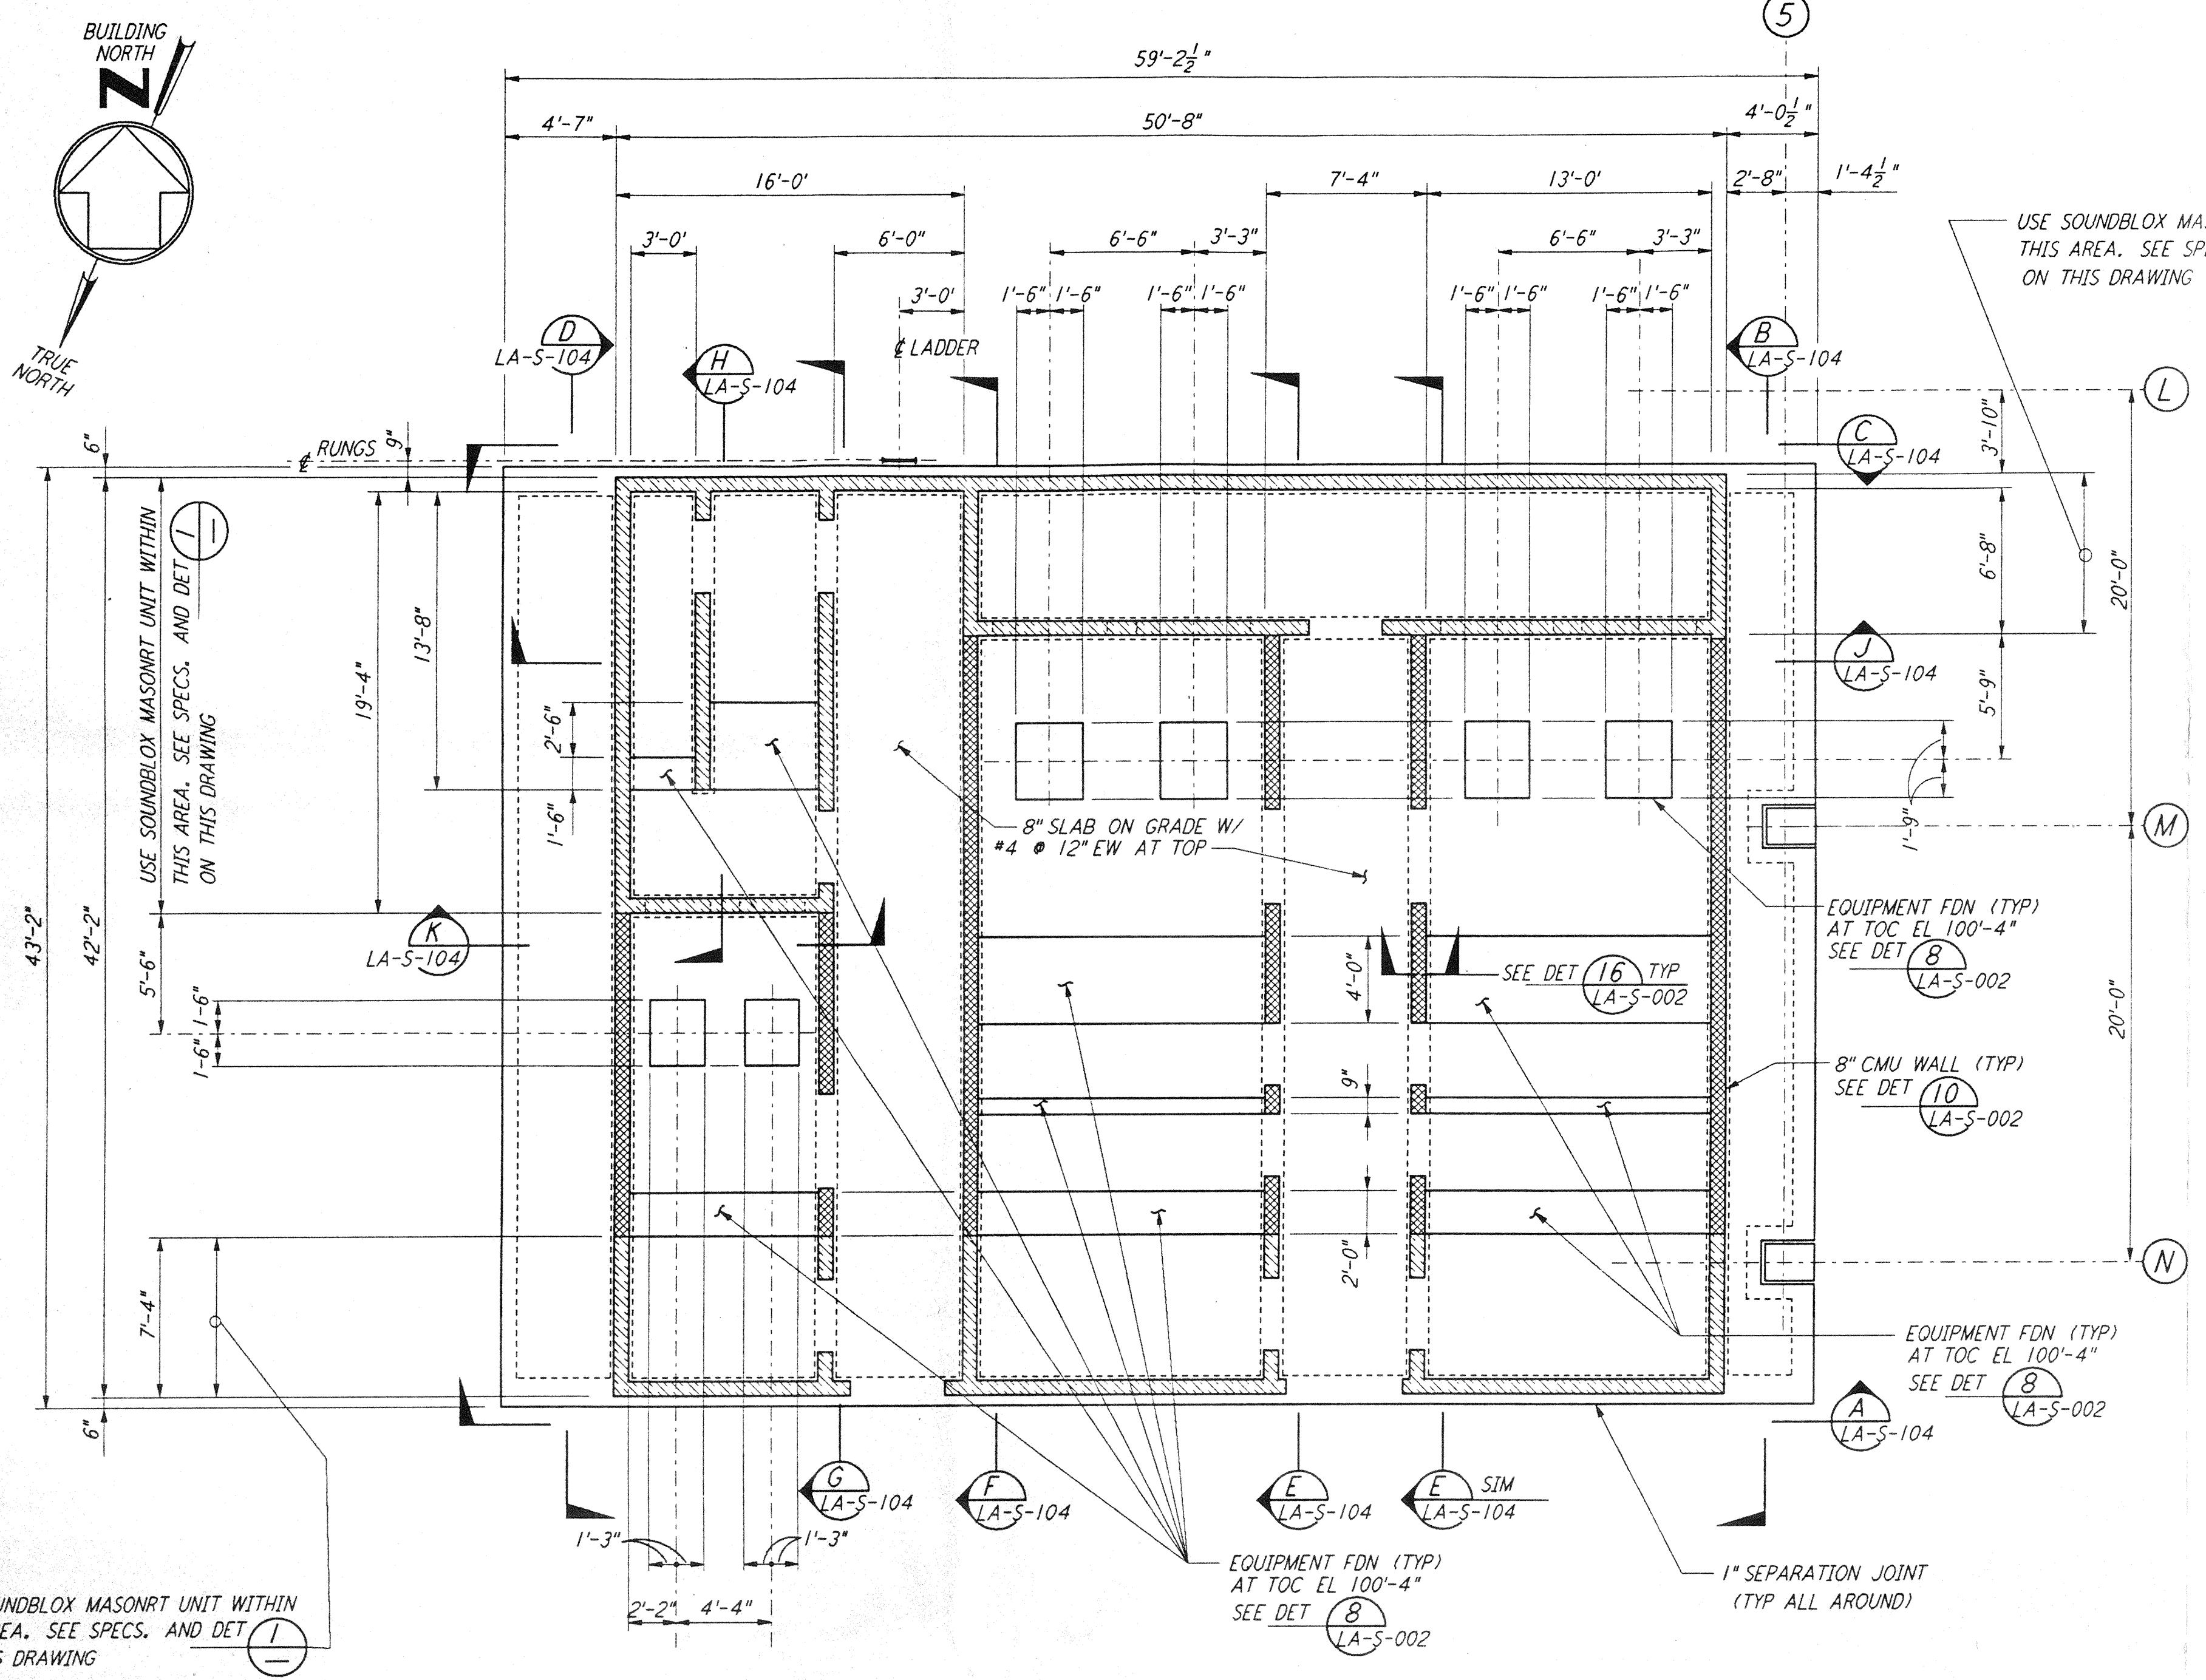 BUILDING
NORTH
N
TRUE
NORTH
5
59'-2 1/2"
4'-7"
50'-8"
4'-0 1/2"
16'-0'
7'-4"
13'-0'
2'-8"
1'-4 1/2"
3'-0'
6'-0"
6'-6"
3'-3"
6'-6"
3'-3"
3'-0'
1'-6"
1'-6"
1'-6"
1'-6"
1'-6"
1'-6"
1'-6"
1'-6"
USE SOUNDBLOX MA
THIS AREA. SEE SP
ON THIS DRAWING
D
LA-S-104
H
LA-S-104
℄ LADDER
B
LA-S-104
L
C
LA-S-104
3'-10"
6"
℄ RUNGS
9"
USE SOUNDBLOX MASONRT UNIT WITHIN
THIS AREA. SEE SPECS. AND DET
ON THIS DRAWING
1
—
43'-2"
42'-2"
19'-4"
13'-8"
2'-6"
1'-6"
6'-8"
20'-0"
J
LA-S-104
5'-9"
1'-9"
M
8" SLAB ON GRADE W/
#4 @ 12" EW AT TOP
EQUIPMENT FDN (TYP)
AT TOC EL 100'-4"
SEE DET 8
LA-S-002
K
LA-S-104
5'-6"
1-6"
1-6"
4'-0"
SEE DET 16 TYP
LA-S-002
20'-0"
9"
8" CMU WALL (TYP)
SEE DET 10
LA-S-002
2'-0"
N
7'-4"
6"
EQUIPMENT FDN (TYP)
AT TOC EL 100'-4"
SEE DET 8
LA-S-002
A
LA-S-104
G
LA-S-104
F
LA-S-104
E
LA-S-104
E SIM
LA-S-104
1'-3"
1'-3"
2'-2"
4'-4"
EQUIPMENT FDN (TYP)
AT TOC EL 100'-4"
SEE DET 8
LA-S-002
1" SEPARATION JOINT
(TYP ALL AROUND)
UNDBLOX MASONRT UNIT WITHIN
EA. SEE SPECS. AND DET 1
S DRAWING —